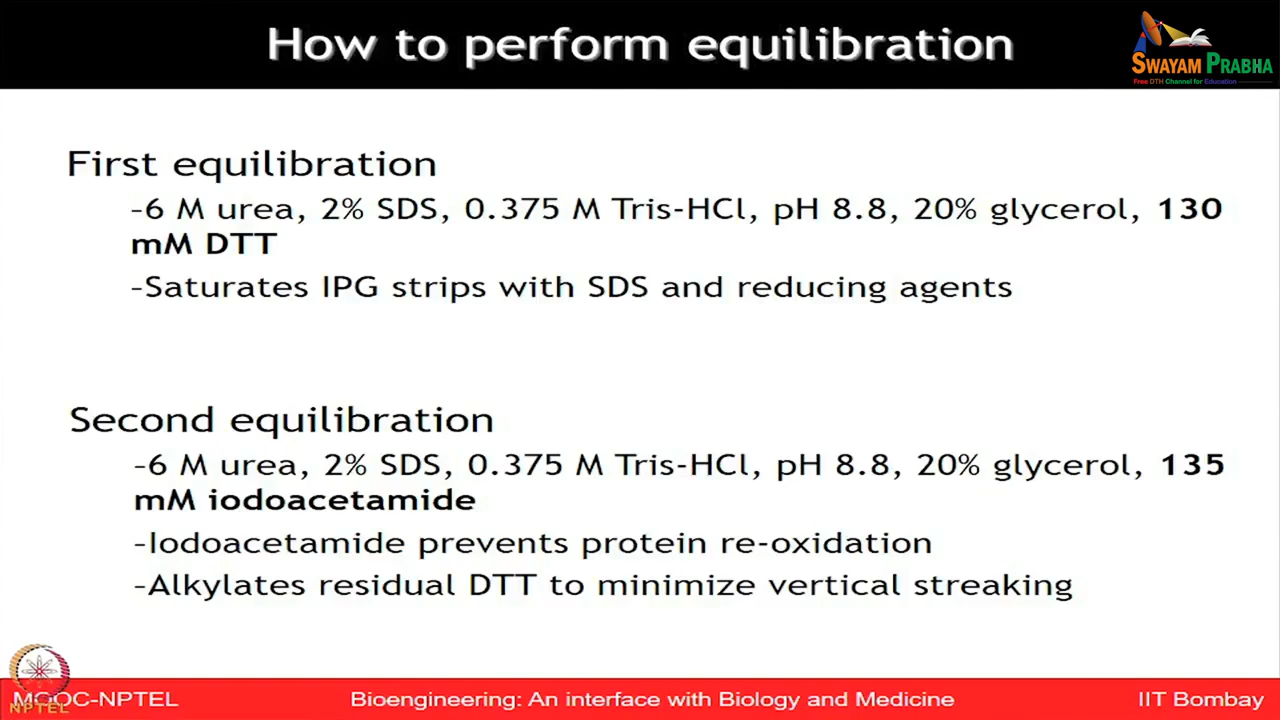 How to perform equilibration
SWAYAM PRABHA
Free DTH Channel for Education
First equilibration
-6 M urea, 2% SDS, 0.375 M Tris-HCl, pH 8.8, 20% glycerol, 130
mM DTT
-Saturates IPG strips with SDS and reducing agents
Second equilibration
-6 M urea, 2% SDS, 0.375 M Tris-HCl, pH 8.8, 20% glycerol, 135
mM iodoacetamide
-Iodoacetamide prevents protein re-oxidation
-Alkylates residual DTT to minimize vertical streaking
MOOC-NPTEL
NPTEL
Bioengineering: An interface with Biology and Medicine
IIT Bombay